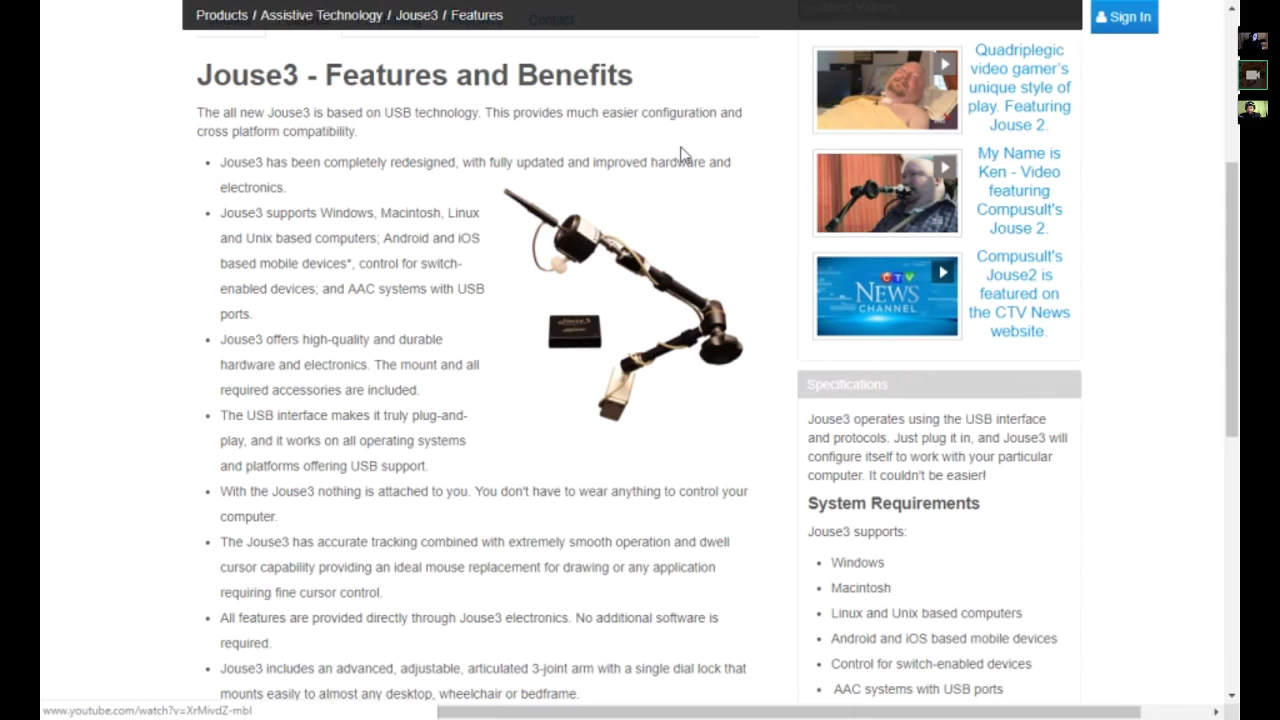 Products / Assistive Technology / Jouse3 / Features
Contact
Sign In
Jouse3 - Features and Benefits
The all new Jouse3 is based on USB technology. This provides much easier configuration and
cross platform compatibility.
Jouse3 has been completely redesigned, with fully updated and improved hardware and
electronics.
Jouse3 supports Windows, Macintosh, Linux
and Unix based computers; Android and iOS
based mobile devices*, control for switch-
enabled devices; and AAC systems with USB
ports.
Jouse3 offers high-quality and durable
hardware and electronics. The mount and all
required accessories are included.
The USB interface makes it truly plug-and-
play, and it works on all operating systems
and platforms offering USB support.
With the Jouse3 nothing is attached to you. You don't have to wear anything to control your
computer.
The Jouse3 has accurate tracking combined with extremely smooth operation and dwell
cursor capability providing an ideal mouse replacement for drawing or any application
requiring fine cursor control.
All features are provided directly through Jouse3 electronics. No additional software is
required.
Jouse3 includes an advanced, adjustable, articulated 3-joint arm with a single dial lock that
mounts easily to almost any desktop, wheelchair or bedframe.
Quadriplegic
video gamer's
unique style of
play. Featuring
Jouse 2.
My Name is
Ken - Video
featuring
Compusult's
Jouse 2.
CTV
NEWS
CHANNEL
Compusult's
Jouse2 is
featured on
the CTV News
website.
Specifications
Jouse3 operates using the USB interface
and protocols. Just plug it in, and Jouse3 will
configure itself to work with your particular
computer. It couldn't be easier!
System Requirements
Jouse3 supports:
Windows
Macintosh
Linux and Unix based computers
Android and iOS based mobile devices
Control for switch-enabled devices
AAC systems with USB ports
www.youtube.com/watch?v=XrMivdZ-mbI